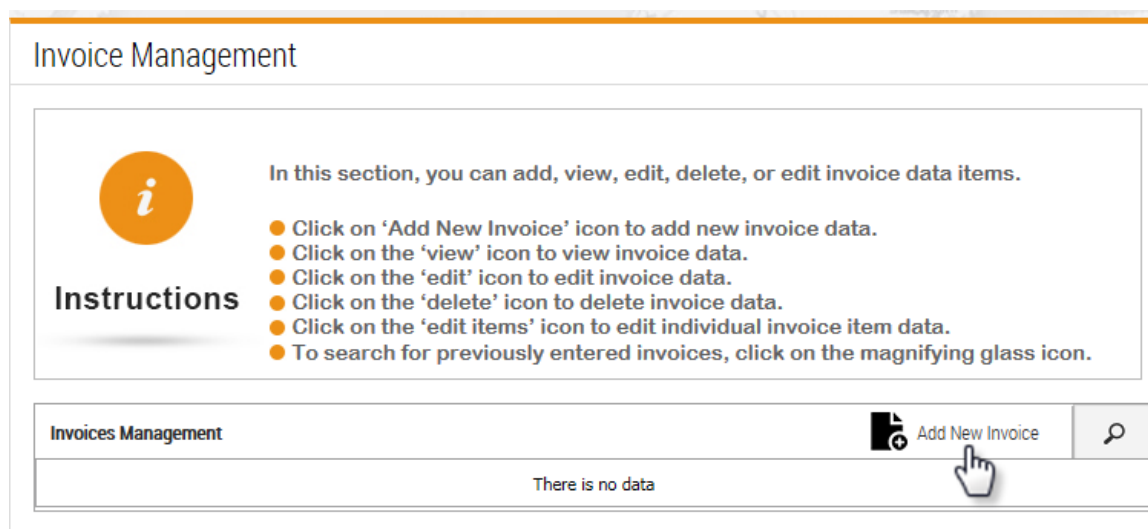 Invoice Management
In this section, you can add, view, edit, delete, or edit invoice data items.
Click on ‘Add New Invoice’ icon to add new invoice data.
Click on the ‘view’ icon to view invoice data.
Click on the ‘edit’ icon to edit invoice data.
Click on the ‘delete’ icon to delete invoice data.
Click on the ‘edit items’ icon to edit individual invoice item data.
To search for previously entered invoices, click on the magnifying glass icon.
Instructions
Invoices Management
Add New Invoice
There is no data